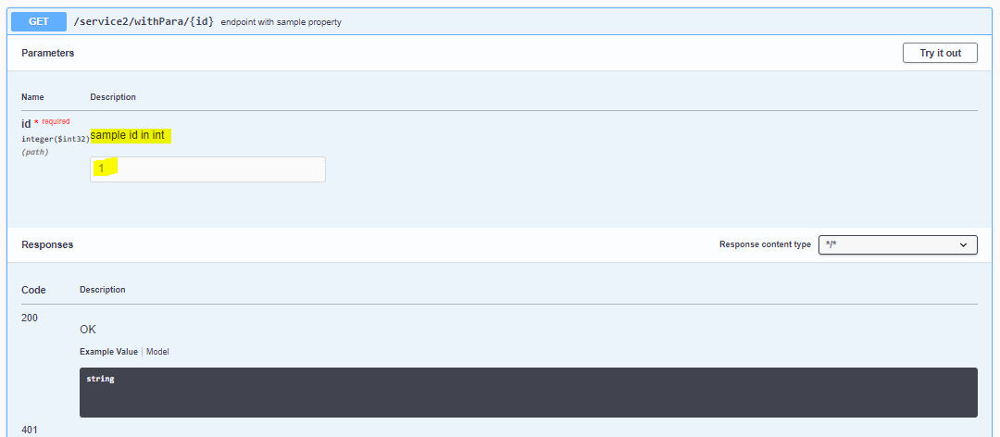 GET /service2/withPara/{id} endpoint with sample property
Parameters Try it out
Name Description
id * required
integer($int32)
(path)
sample id in int
1
Responses Response content type */*
Code Description
200
OK
Example Value | Model
string
401